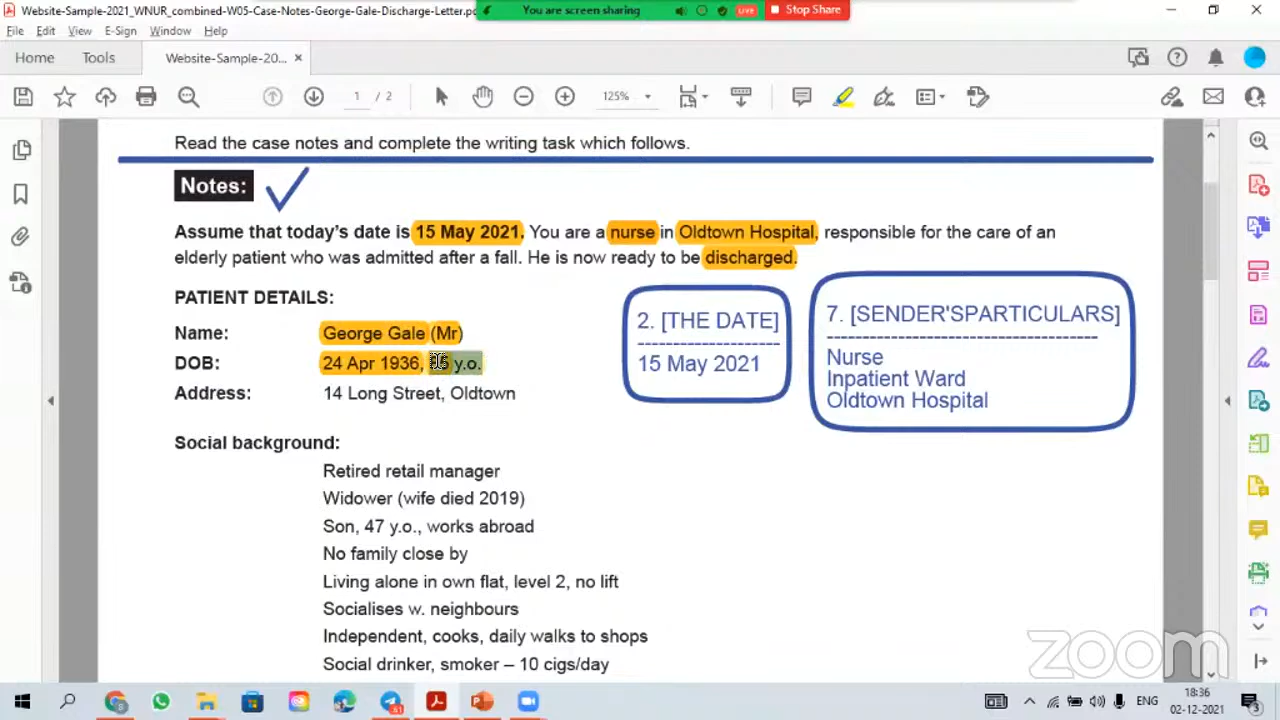 Website-Sample-2021_WNUR_combined-W05-Case-Notes-George-Gale-Discharge-Letter.pd
You are screen sharing
LIVE
Stop Share
File Edit View E-Sign Window Help
Home Tools Website-Sample-20... ×
1 / 2
125%
Read the case notes and complete the writing task which follows.
Notes:
Assume that today's date is 15 May 2021. You are a nurse in Oldtown Hospital, responsible for the care of an
elderly patient who was admitted after a fall. He is now ready to be discharged.
PATIENT DETAILS:
Name: George Gale (Mr)
DOB: 24 Apr 1936, y.o.
Address: 14 Long Street, Oldtown
2. [THE DATE]
--------------------
15 May 2021
7. [SENDER'SPARTICULARS]
--------------------------------------
Nurse
Inpatient Ward
Oldtown Hospital
Social background:
Retired retail manager
Widower (wife died 2019)
Son, 47 y.o., works abroad
No family close by
Living alone in own flat, level 2, no lift
Socialises w. neighbours
Independent, cooks, daily walks to shops
Social drinker, smoker – 10 cigs/day
zoom
ENG
18:36
02-12-2021
3